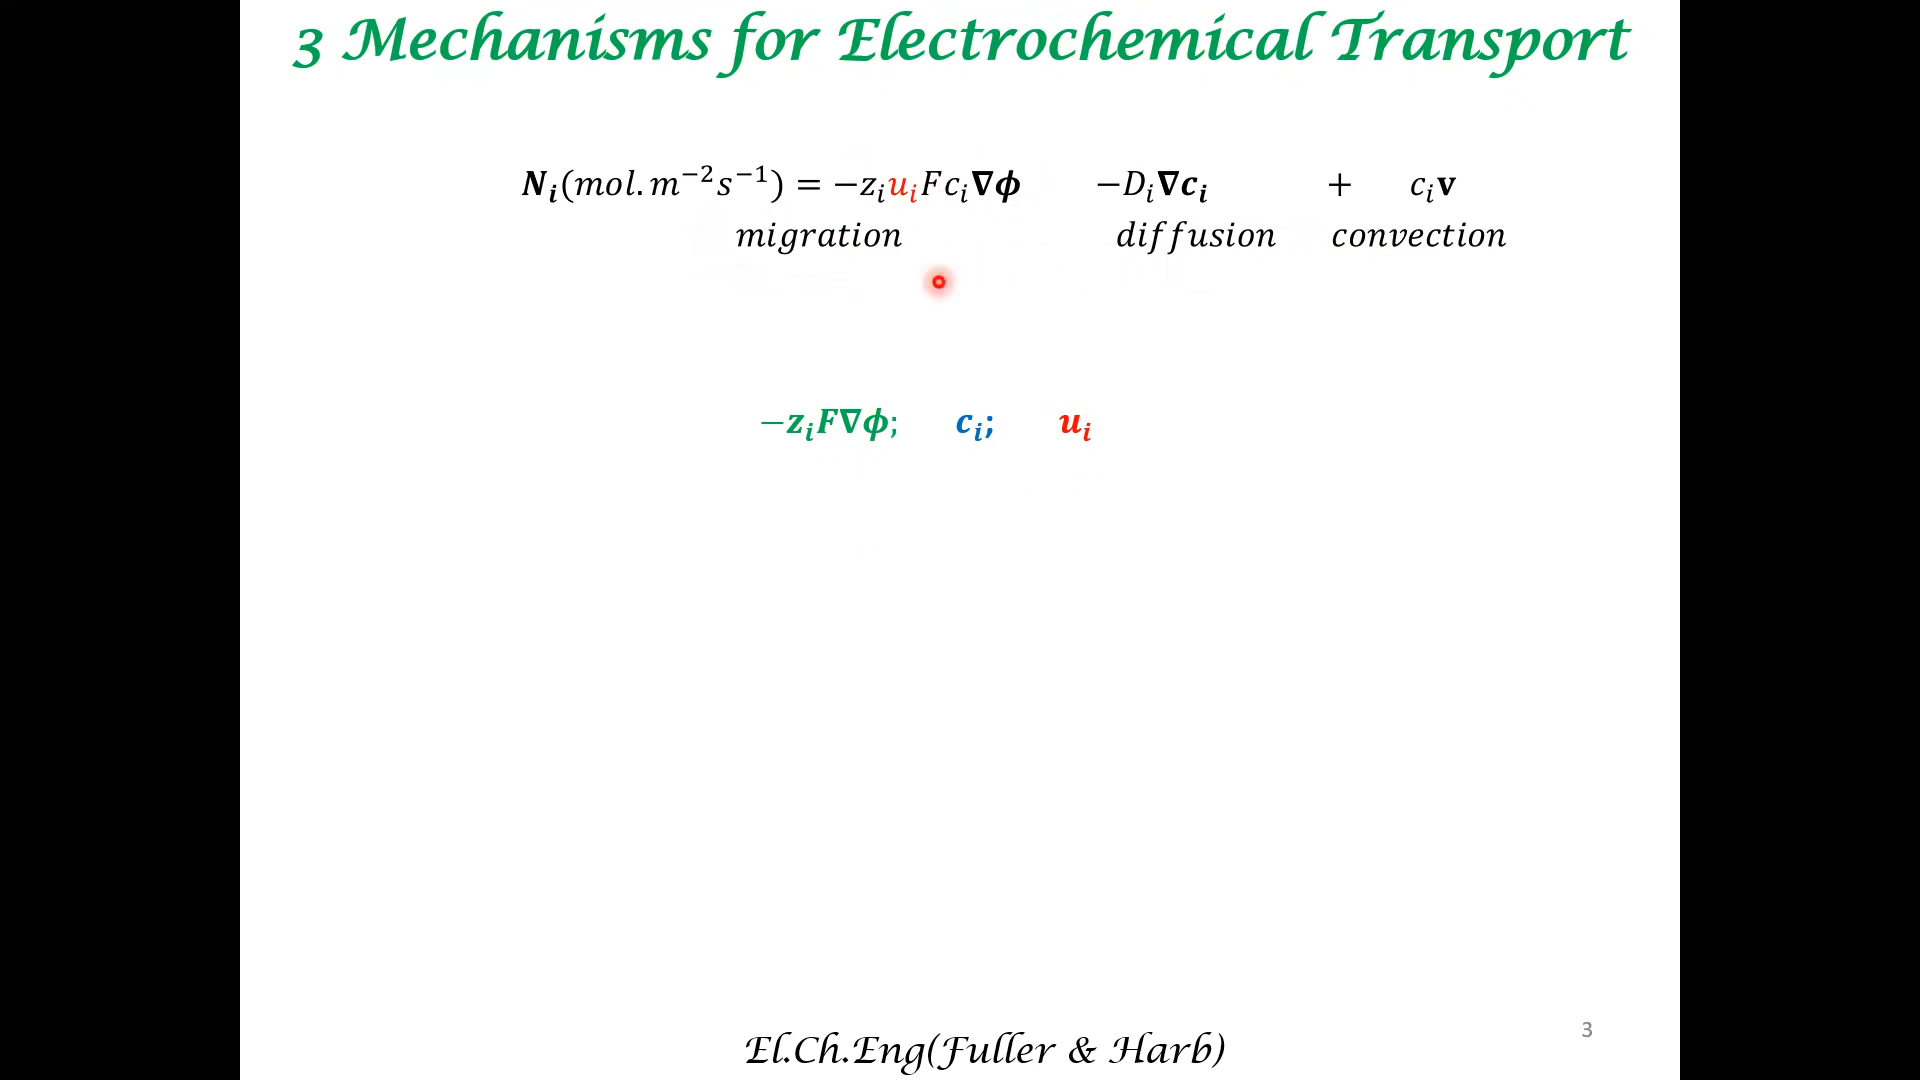 3 Mechanisms for Electrochemical Transport
𝑵ᵢ(mol.m⁻²s⁻¹) = −zᵢuᵢFcᵢ∇ϕ −Dᵢ∇cᵢ + cᵢv
migration diffusion convection
−zᵢF∇ϕ; cᵢ; uᵢ
El.Ch.Eng(Fuller & Harb)
3